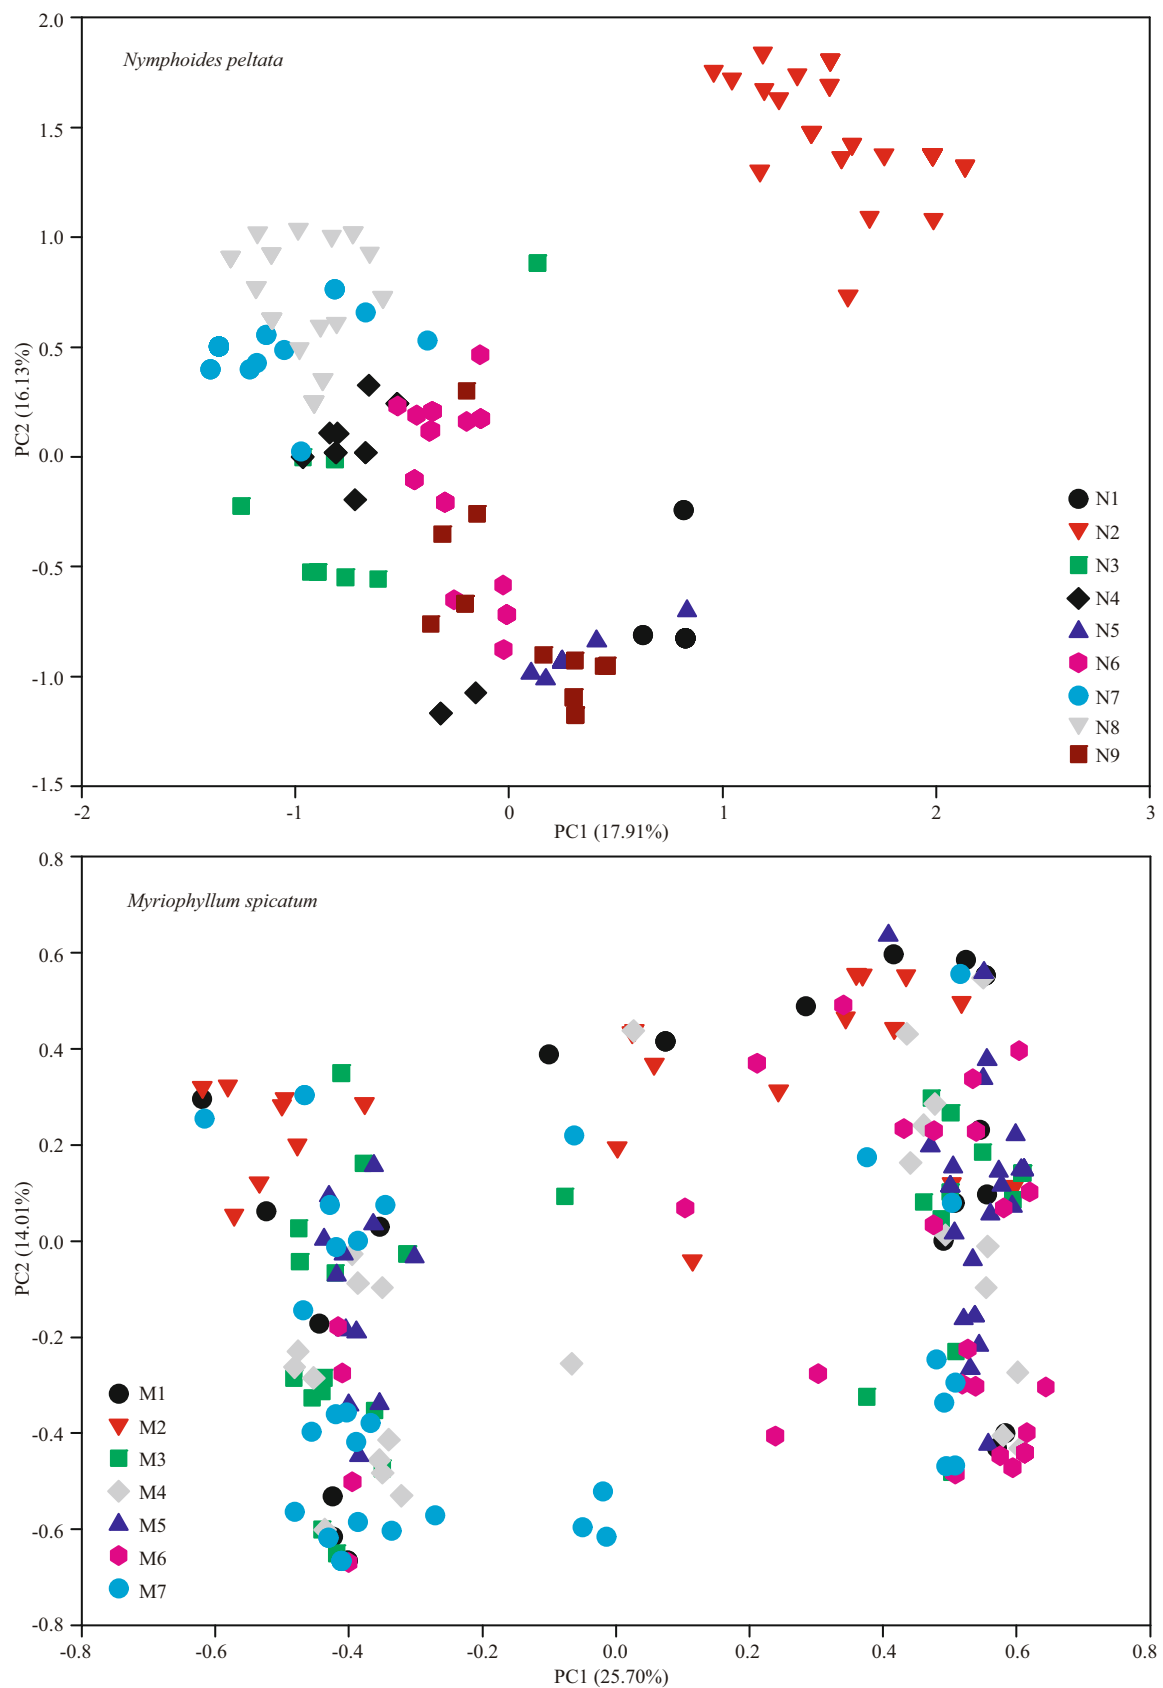 2.0
Nymphoides peltata
1.5
1.0
0.5
PC2 (16.13%)
0.0
N1
N2
-0.5
N3
N4
N5
-1.0
N6
N7
N8
N9
-1.5
-2 -1 0 1 2 3
PC1 (17.91%)
0.8
Myriophyllum spicatum
0.6
0.4
0.2
PC2 (14.01%)
0.0
-0.2
M1
M2
-0.4
M3
M4
M5
-0.6
M6
M7
-0.8
-0.8 -0.6 -0.4 -0.2 0.0 0.2 0.4 0.6 0.8
PC1 (25.70%)